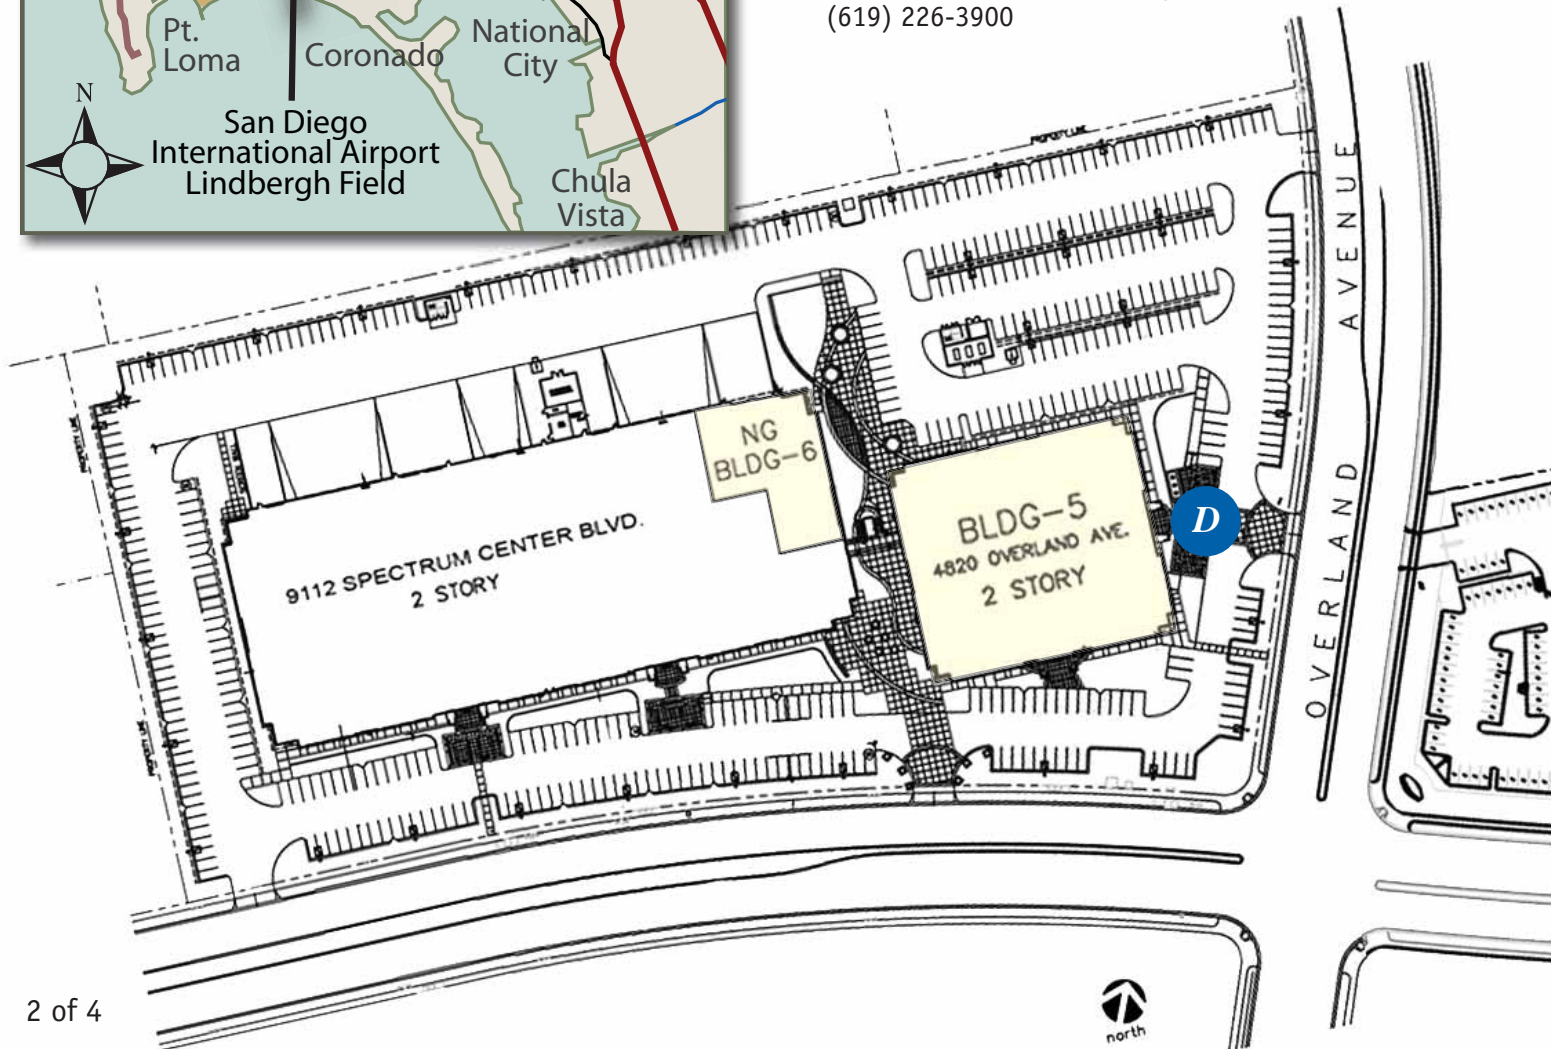 (619) 226-3900
Pt.
Loma
Coronado
National
City
N
San Diego
International Airport
Lindbergh Field
Chula
Vista
PROPERTY LINE
OVERLAND AVENUE
NG
BLDG-6
BLDG-5
4820 OVERLAND AVE.
2 STORY
D
9112 SPECTRUM CENTER BLVD.
2 STORY
2 of 4
north